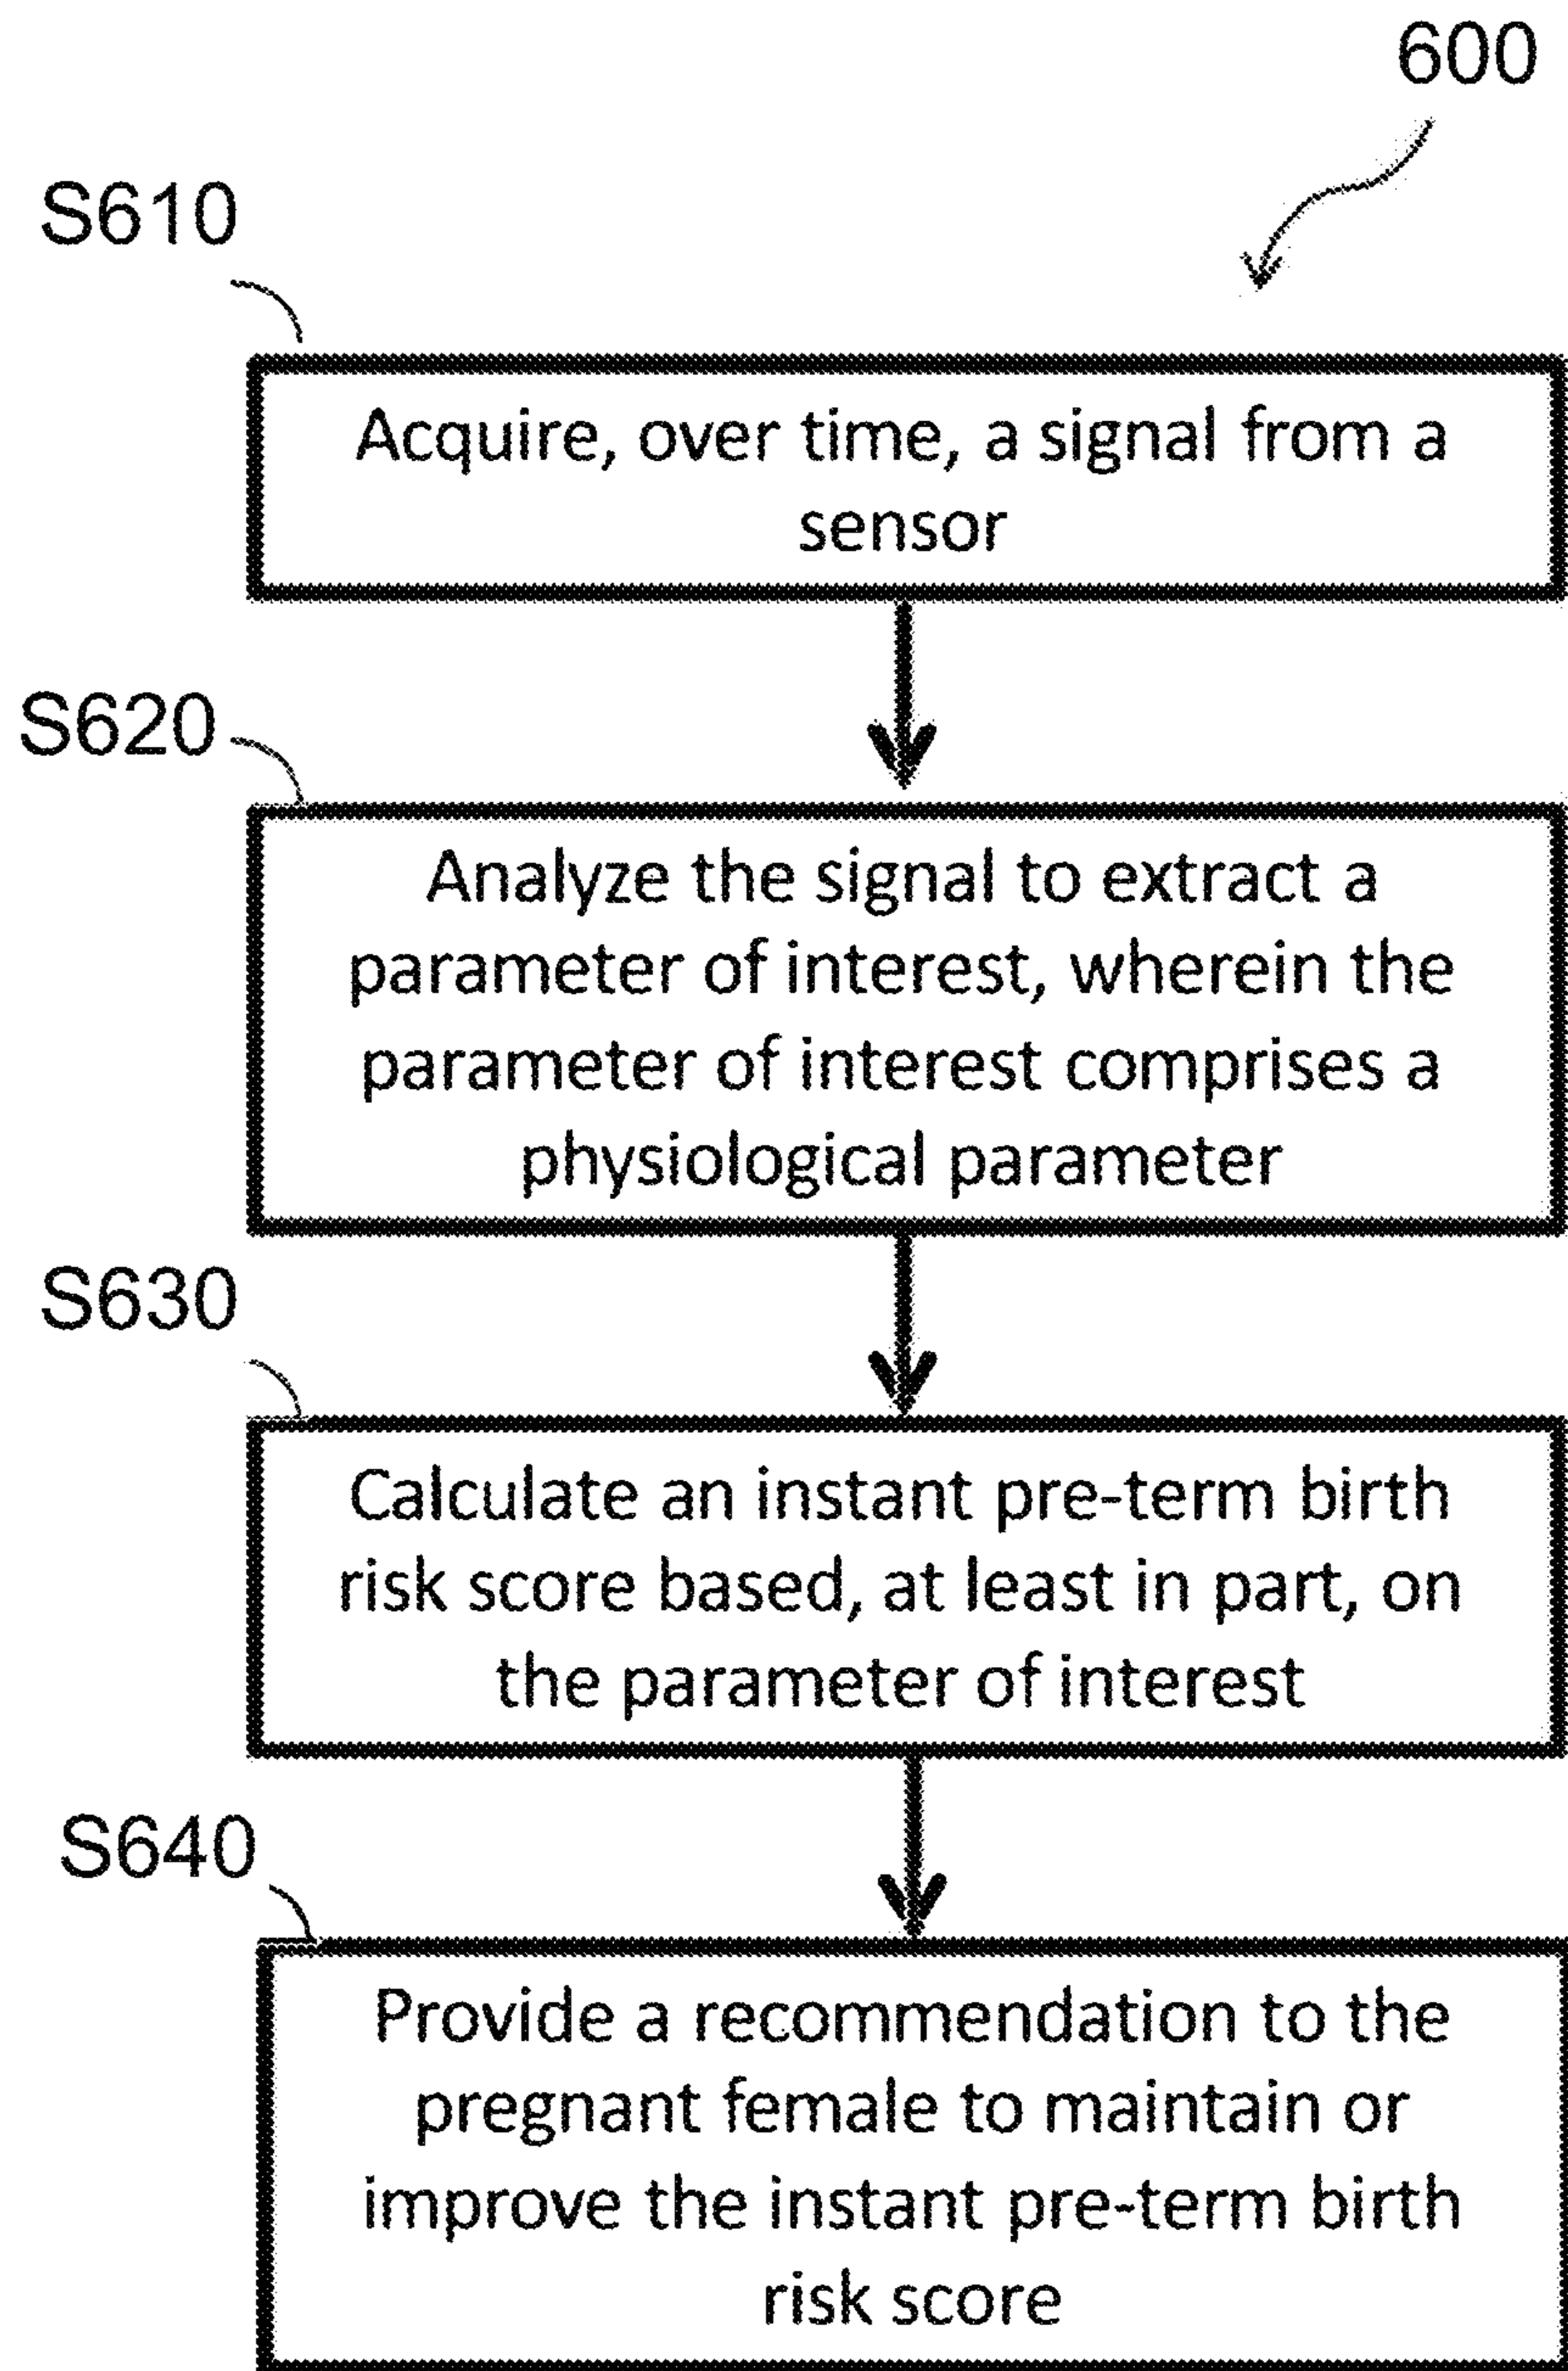 600
S610
Acquire, over time, a signal from a
sensor
S620
Analyze the signal to extract a
parameter of interest, wherein the
parameter of interest comprises a
physiological parameter
S630
Calculate an instant pre-term birth
risk score based, at least in part, on
the parameter of interest
S640
Provide a recommendation to the
pregnant female to maintain or
improve the instant pre-term birth
risk score